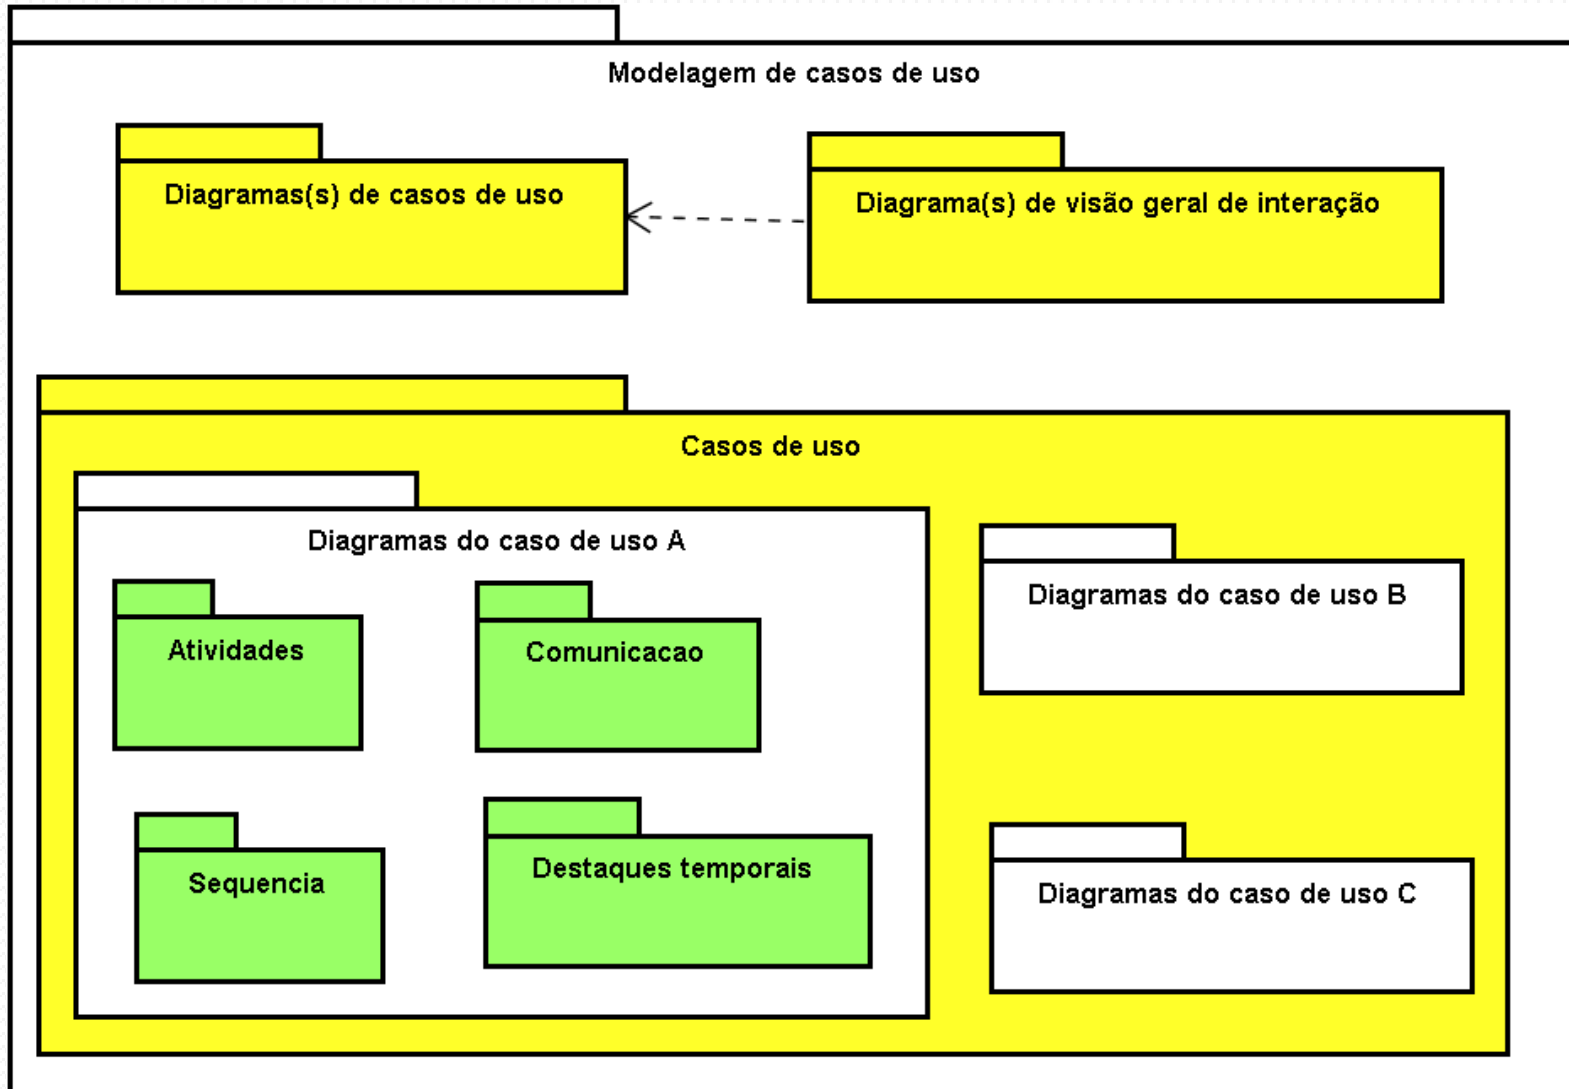 Modelagem de casos de uso
Diagramas(s) de casos de uso
Diagrama(s) de visão geral de interação
Casos de uso
Diagramas do caso de uso A
Atividades
Comunicacao
Sequencia
Destaques temporais
Diagramas do caso de uso B
Diagramas do caso de uso C